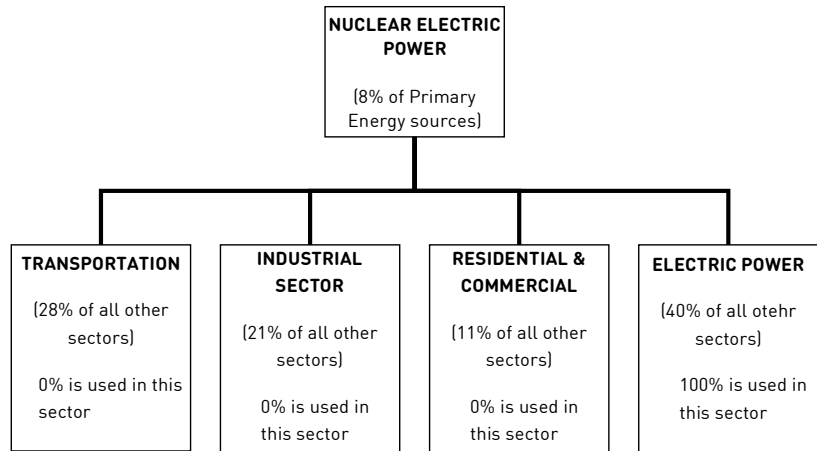 NUCLEAR ELECTRIC
POWER
(8% of Primary
Energy sources)
TRANSPORTATION
(28% of all other
sectors)
0% is used in this
sector
INDUSTRIAL
SECTOR
(21% of all other
sectors)
0% is used in
this sector
RESIDENTIAL &
COMMERCIAL
(11% of all other
sectors)
0% is used in
this sector
ELECTRIC POWER
(40% of all otehr
sectors)
100% is used in
this sector